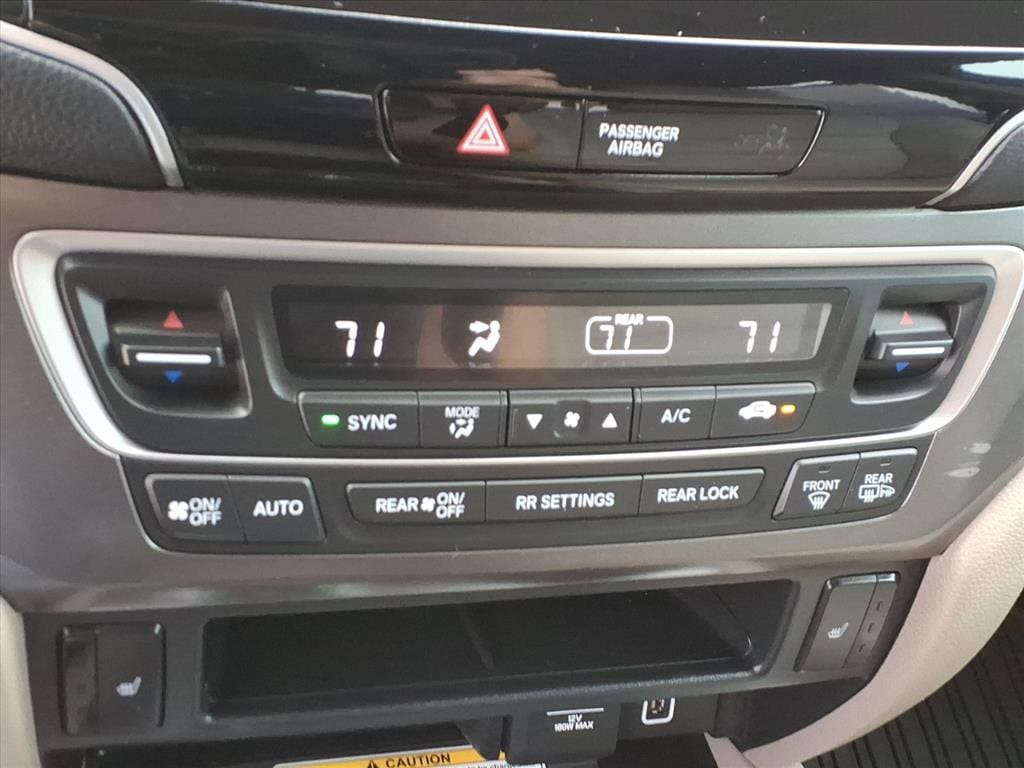 PASSENGER
AIRBAG
71
REAR
71
71
SYNC
MODE
A/C
ON/
OFF
AUTO
REAR ON/
OFF
RR SETTINGS
REAR LOCK
FRONT
REAR
12V
180W MAX
CAUTION